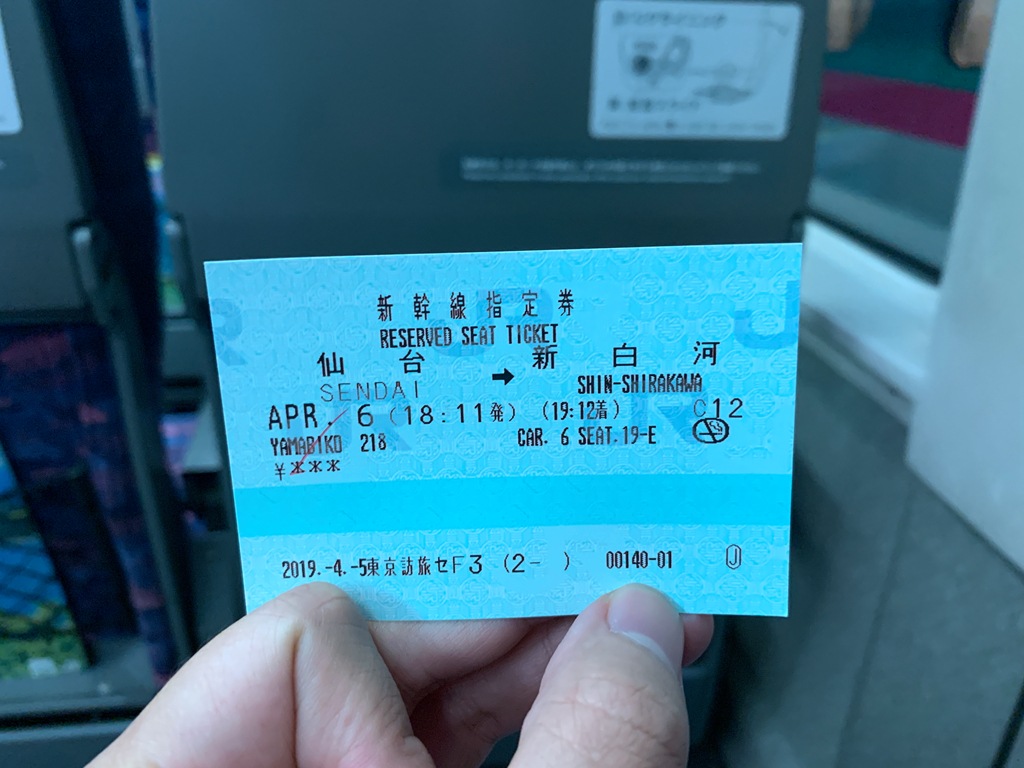 新幹線指定券
RESERVED SEAT TICKET
仙台 ➡ 新白河
SENDAI SHIN-SHIRAKAWA
APR. 6 (18:11発) (19:12着) C12
YAMABIKO 218 CAR. 6 SEAT.19-E
¥***
2019.-4.-5東京訪旅セF3 (2- ) 00140-01 Ⓙ